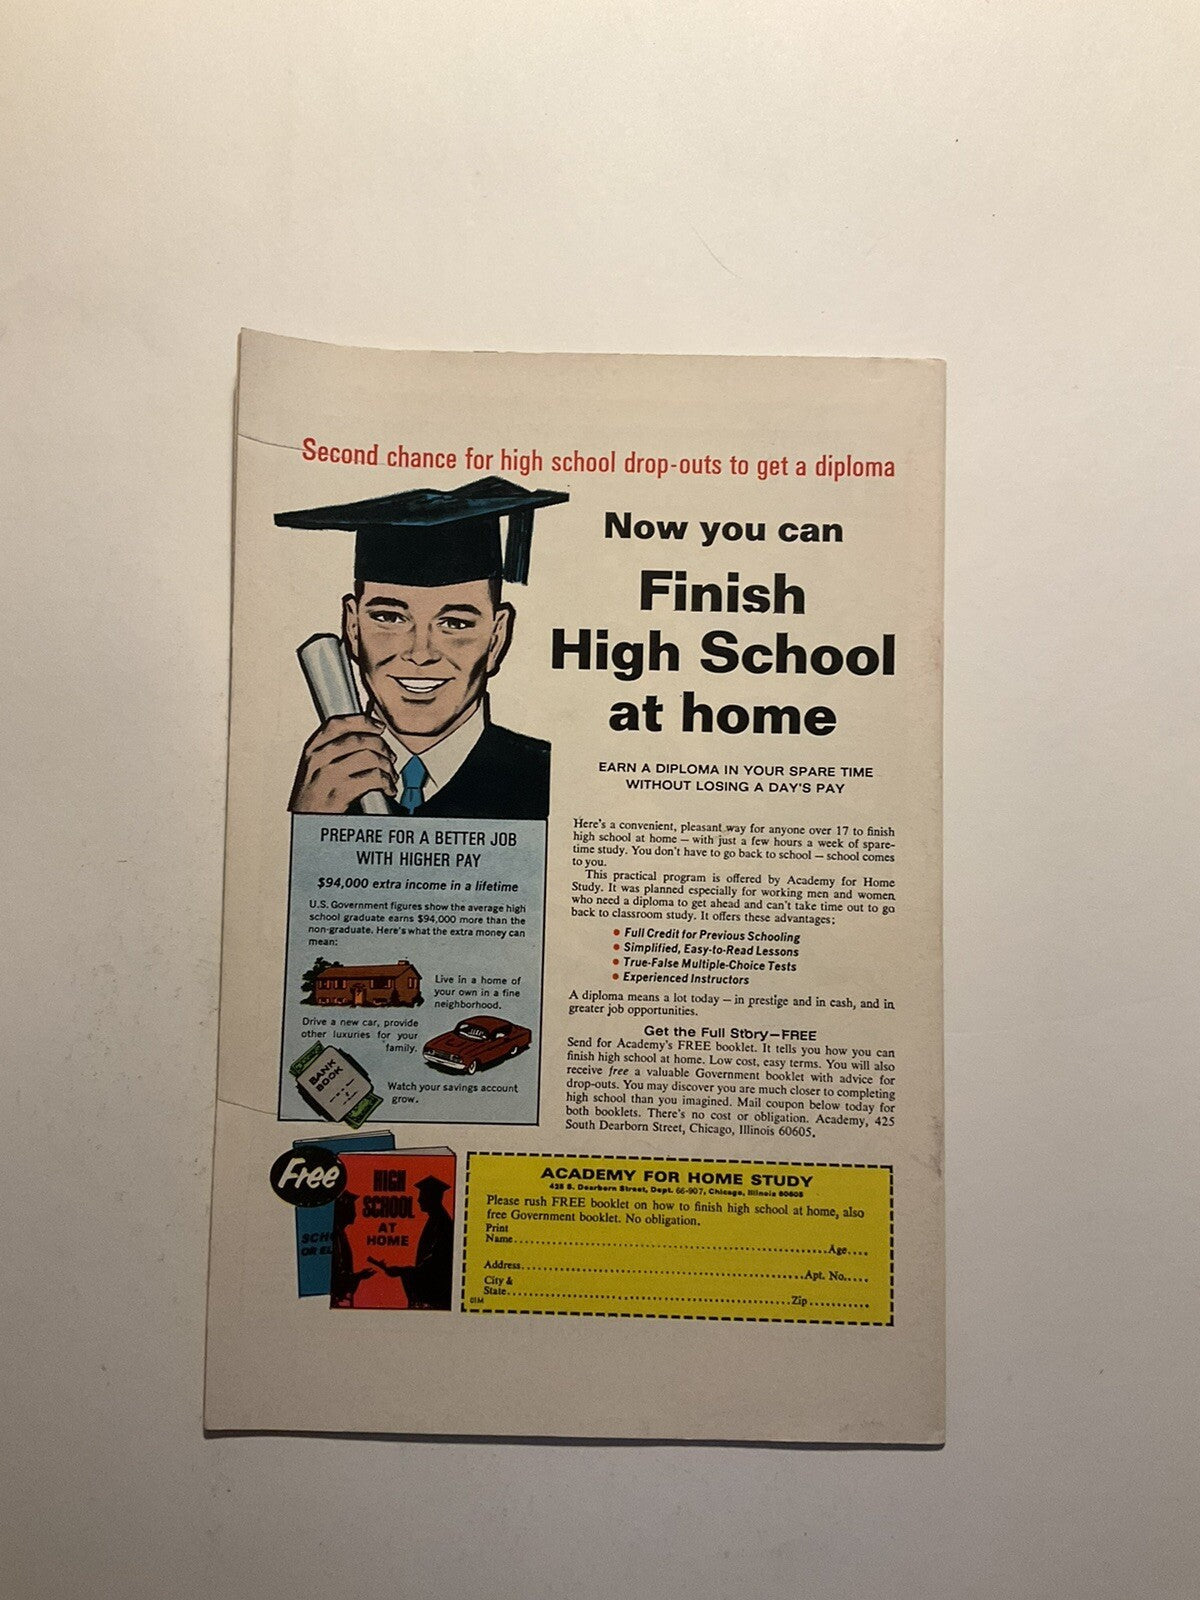 Second chance for high school drop-outs to get a diploma
Now you can
Finish
High School
at home
EARN A DIPLOMA IN YOUR SPARE TIME
WITHOUT LOSING A DAY'S PAY
Here's a convenient, pleasant way for anyone over 17 to finish
high school at home — with just a few hours a week of spare-
time study. You don't have to go back to school — school comes
to you.
This practical program is offered by Academy for Home
Study. It was planned especially for working men and women
who need a diploma to get ahead and can't take time out to go
back to classroom study. It offers these advantages:
• Full Credit for Previous Schooling
• Simplified, Easy-to-Read Lessons
• True-False Multiple-Choice Tests
• Experienced Instructors
A diploma means a lot today — in prestige and in cash, and in
greater job opportunities.
Get the Full Story—FREE
Send for Academy's FREE booklet. It tells you how you can
finish high school at home. Low cost, easy terms. You will also
receive free a valuable Government booklet with advice for
drop-outs. You may discover you are much closer to completing
high school than you imagined. Mail coupon below today for
both booklets. There's no cost or obligation. Academy, 425
South Dearborn Street, Chicago, Illinois 60605.
PREPARE FOR A BETTER JOB
WITH HIGHER PAY
$94,000 extra income in a lifetime
U.S. Government figures show the average high
school graduate earns $94,000 more than the
non-graduate. Here's what the extra money can
mean:
Live in a home of
your own in a fine
neighborhood.
Drive a new car, provide
other luxuries for your
family.
BANK
BOOK
Watch your savings account
grow.
Free
SCHO
OR EL
HIGH
SCHOOL
AT
HOME
ACADEMY FOR HOME STUDY
425 S. Dearborn Street, Dept. 66-907, Chicago, Illinois 60605
Please rush FREE booklet on how to finish high school at home, also
free Government booklet. No obligation.
Print
Name...............Age....
Address...............Apt. No.....
City &
State...............Zip...........